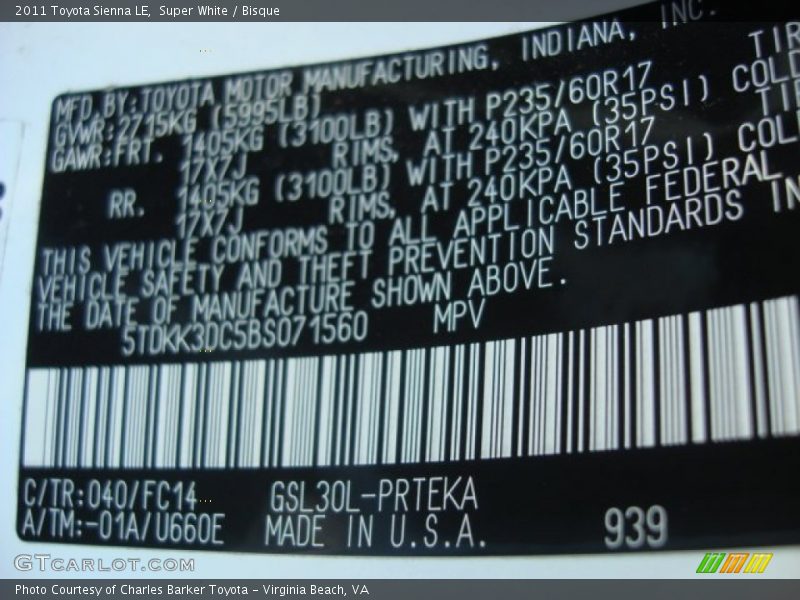 2011 Toyota Sienna LE, Super White / Bisque
MFD BY:TOYOTA MOTOR MANUFACTURING, INDIANA, INC.
GVWR:2715KG (5995LB)
GAWR:FRT. 1405KG (3100LB) WITH P235/60R17 TIR
17X7J RIMS, AT 240KPA (35PSI) COLD
RR. 1405KG (3100LB) WITH P235/60R17 TIR
17X7J RIMS, AT 240KPA (35PSI) COL
THIS VEHICLE CONFORMS TO ALL APPLICABLE FEDERAL
VEHICLE SAFETY AND THEFT PREVENTION STANDARDS IN
THE DATE OF MANUFACTURE SHOWN ABOVE.
5TDKK3DC5BS071560 MPV
C/TR:040/FC14 GSL30L-PRTEKA
A/TM:-01A/U660E MADE IN U.S.A. 939
GTCARLOT.COM
Photo Courtesy of Charles Barker Toyota - Virginia Beach, VA